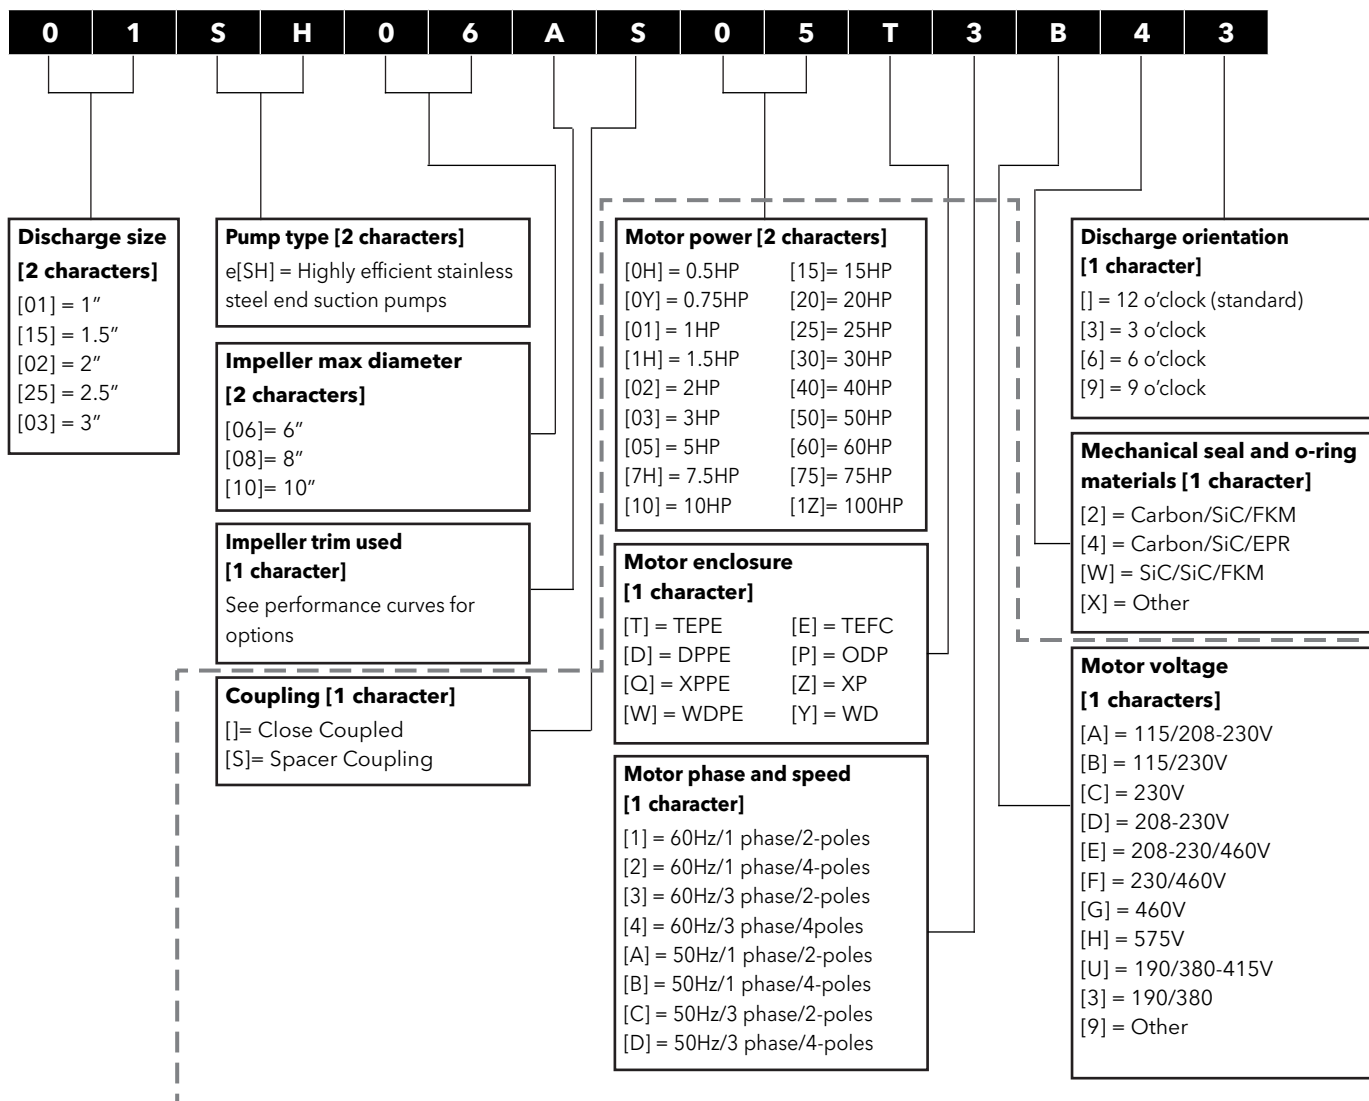 0 1 S H 0 6 A S 0 5 T 3 B 4 3
Discharge size
[2 characters]
[01] = 1”
[15] = 1.5”
[02] = 2”
[25] = 2.5”
[03] = 3”
Pump type [2 characters]
e[SH] = Highly efficient stainless
steel end suction pumps
Impeller max diameter
[2 characters]
[06]= 6”
[08]= 8”
[10]= 10”
Impeller trim used
[1 character]
See performance curves for
options
Coupling [1 character]
[]= Close Coupled
[S]= Spacer Coupling
Motor power [2 characters]
[0H] = 0.5HP [15]= 15HP
[0Y] = 0.75HP [20]= 20HP
[01] = 1HP [25]= 25HP
[1H] = 1.5HP [30]= 30HP
[02] = 2HP [40]= 40HP
[03] = 3HP [50]= 50HP
[05] = 5HP [60]= 60HP
[7H] = 7.5HP [75]= 75HP
[10] = 10HP [1Z]= 100HP
Motor enclosure
[1 character]
[T] = TEPE [E] = TEFC
[D] = DPPE [P] = ODP
[Q] = XPPE [Z] = XP
[W] = WDPE [Y] = WD
Motor phase and speed
[1 character]
[1] = 60Hz/1 phase/2-poles
[2] = 60Hz/1 phase/4-poles
[3] = 60Hz/3 phase/2-poles
[4] = 60Hz/3 phase/4poles
[A] = 50Hz/1 phase/2-poles
[B] = 50Hz/1 phase/4-poles
[C] = 50Hz/3 phase/2-poles
[D] = 50Hz/3 phase/4-poles
Discharge orientation
[1 character]
[] = 12 o’clock (standard)
[3] = 3 o’clock
[6] = 6 o’clock
[9] = 9 o’clock
Mechanical seal and o-ring
materials [1 character]
[2] = Carbon/SiC/FKM
[4] = Carbon/SiC/EPR
[W] = SiC/SiC/FKM
[X] = Other
Motor voltage
[1 characters]
[A] = 115/208-230V
[B] = 115/230V
[C] = 230V
[D] = 208-230V
[E] = 208-230/460V
[F] = 230/460V
[G] = 460V
[H] = 575V
[U] = 190/380-415V
[3] = 190/380
[9] = Other